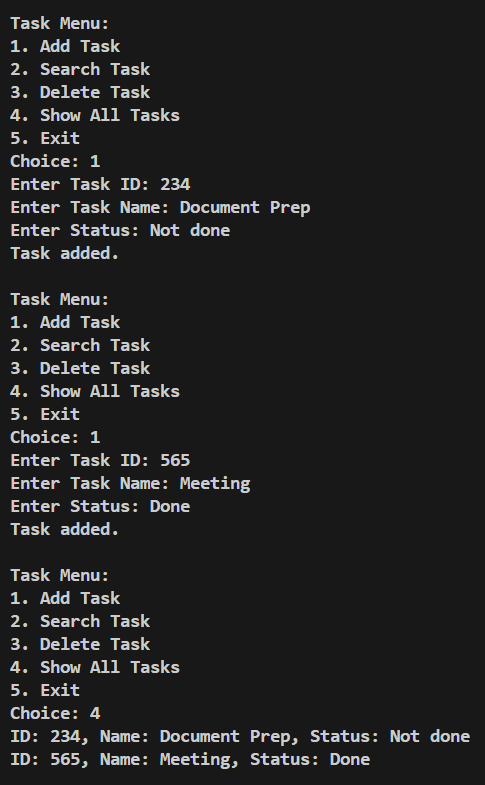 Task Menu:
1. Add Task
2. Search Task
3. Delete Task
4. Show All Tasks
5. Exit
Choice: 1
Enter Task ID: 234
Enter Task Name: Document Prep
Enter Status: Not done
Task added.

Task Menu:
1. Add Task
2. Search Task
3. Delete Task
4. Show All Tasks
5. Exit
Choice: 1
Enter Task ID: 565
Enter Task Name: Meeting
Enter Status: Done
Task added.

Task Menu:
1. Add Task
2. Search Task
3. Delete Task
4. Show All Tasks
5. Exit
Choice: 4
ID: 234, Name: Document Prep, Status: Not done
ID: 565, Name: Meeting, Status: Done